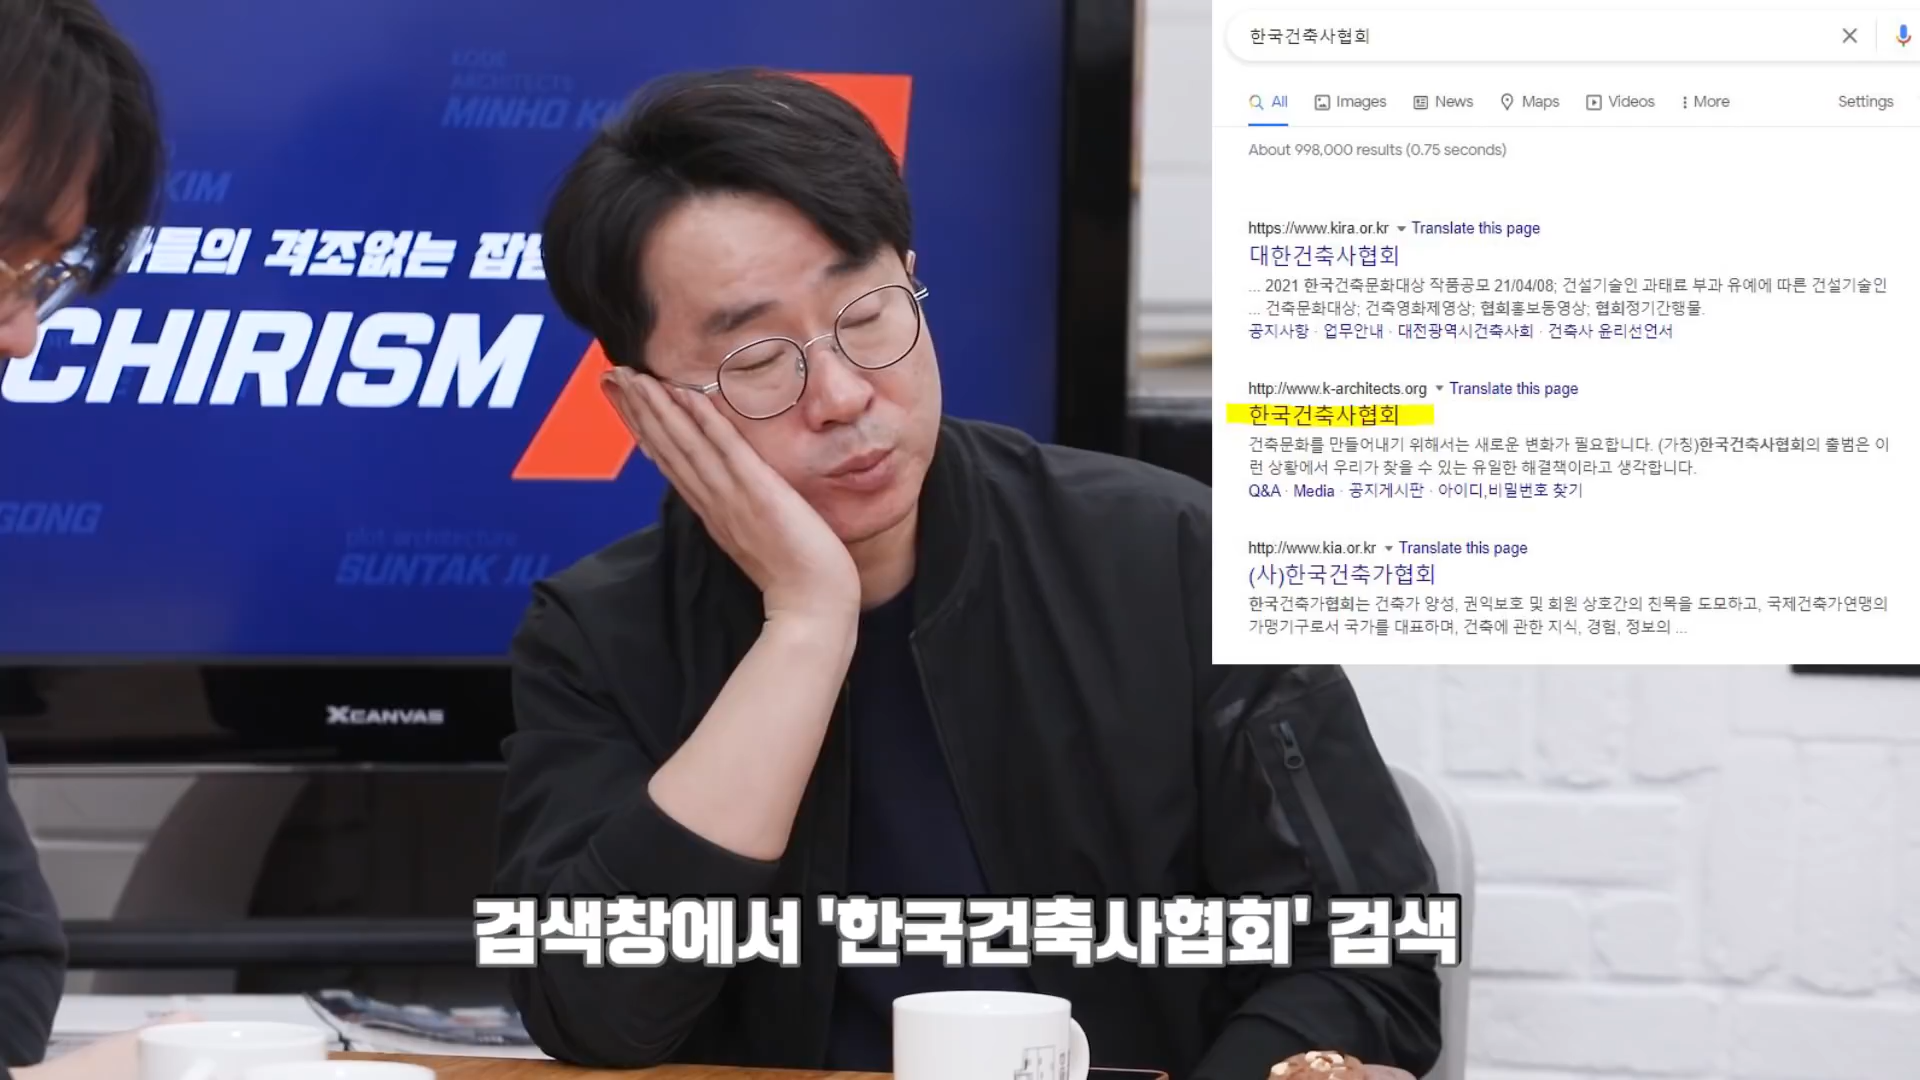 KODE
ARCHITECTS
MINHO
KIM
들의 격조없는
CHIRISM
GONG
plot architecture
SUNTAK JU
XCANVAS
한국건축사협회
All Images News Maps Videos More Settings
About 998,000 results (0.75 seconds)
https://www.kira.or.kr Translate this page
대한건축사협회
... 2021 한국건축문화대상 작품공모 21/04/08; 건설기술인 과태료 부과 유예에 따른 건설기술인
... 건축문화대상; 건축영화제영상; 협회홍보동영상; 협회정기간행물.
공지사항 · 업무안내 · 대전광역시건축사회 · 건축사 윤리선언서
http://www.k-architects.org Translate this page
한국건축사협회
건축문화를 만들어내기 위해서는 새로운 변화가 필요합니다. (가칭)한국건축사협회의 출범은 이
런 상황에서 우리가 찾을 수 있는 유일한 해결책이라고 생각합니다.
Q&A · Media · 공지게시판 · 아이디,비밀번호 찾기
http://www.kia.or.kr Translate this page
(사)한국건축가협회
한국건축가협회는 건축가 양성, 권익보호 및 회원 상호간의 친목을 도모하고, 국제건축가연맹의
가맹기구로서 국가를 대표하며, 건축에 관한 지식, 경험, 정보의 ...
검색창에서 '한국건축사협회' 검색